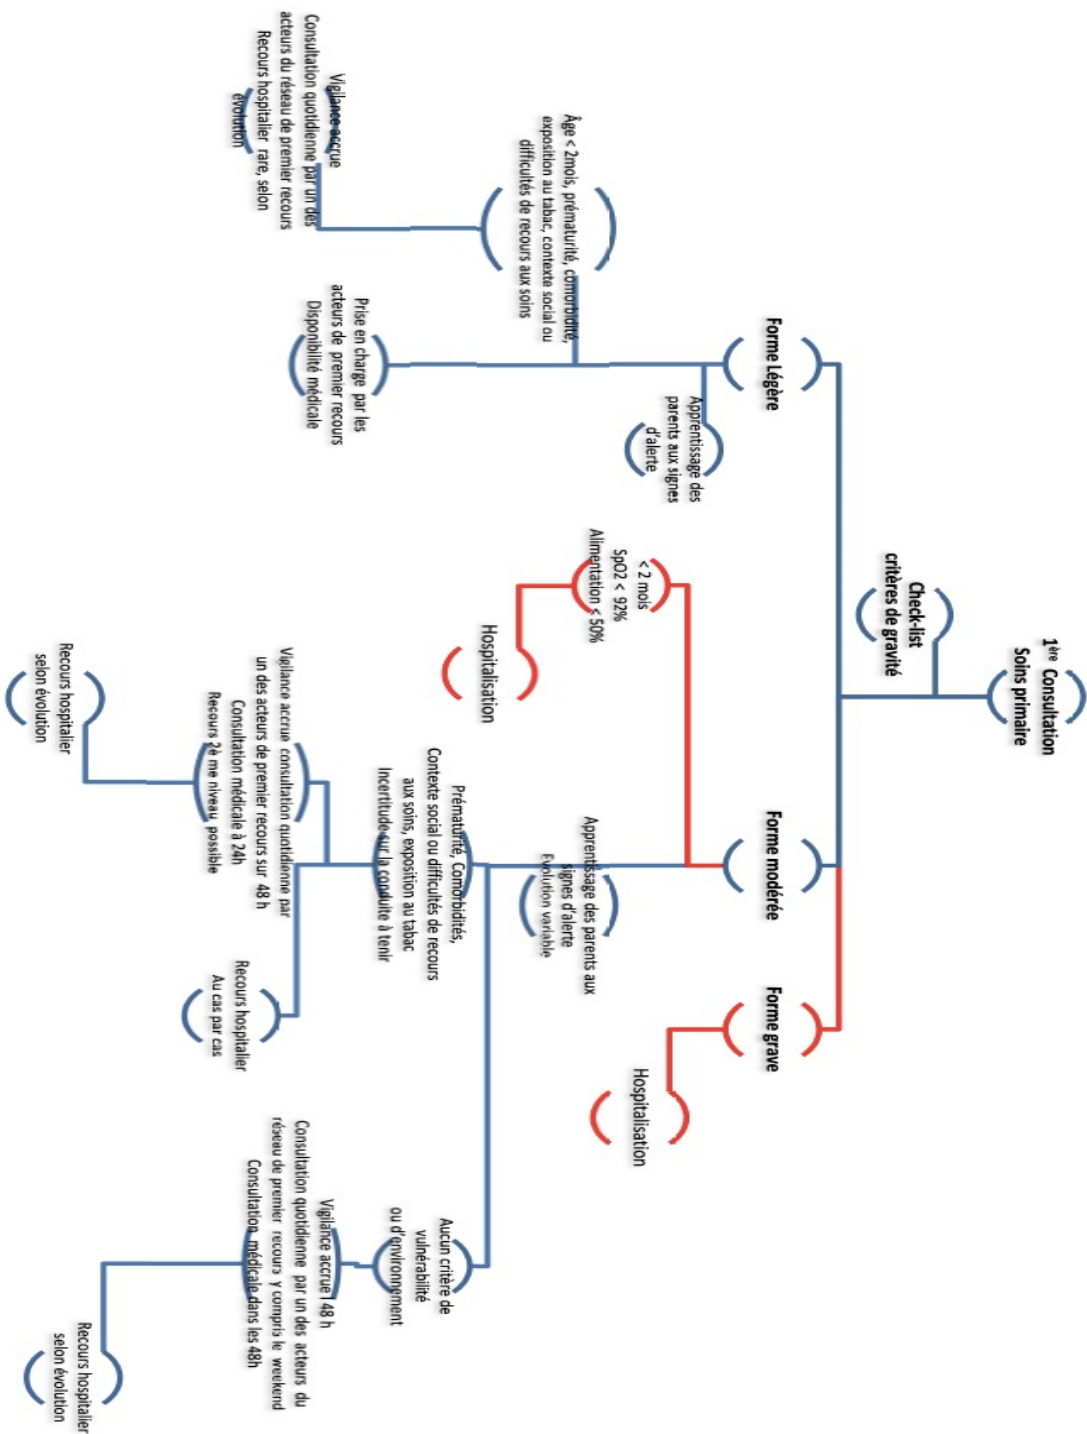 1ère Consultation
Soins primaire
Check-list
critères de gravité
Forme Légère
Apprentissage des
parents aux signes
d'alerte
Âge < 2mois, prématurité, comorbidité,
exposition au tabac, contexte social ou
difficultés de recours aux soins
Vigilance accrue
Consultation quotidienne par un des
acteurs du réseau de premier recours
Recours hospitalier rare, selon
évolution
Prise en charge par les
acteurs de premier recours
Disponibilité médicale
Forme modérée
< 2 mois
SpO2 < 92%
Alimentation < 50%
Hospitalisation
Apprentissage des parents aux
signes d'alerte
Evolution variable
Prématurité, Comorbidités,
Contexte social ou difficultés de recours
aux soins, exposition au tabac
Incertitude sur la conduite à tenir
Vigilance accrue consultation quotidienne par
un des acteurs de premier recours sur 48 h
Consultation médicale à 24h
Recours 2è me niveau possible
Recours hospitalier
selon évolution
Recours hospitalier
Au cas par cas
Aucun critère de
vulnérabilité
ou d'environnement
Vigilance accrue 48 h
Consultation quotidienne par un des acteurs du
réseau de premier recours y compris le weekend
Consultation médicale dans les 48h
Recours hospitalier
selon évolution
Forme grave
Hospitalisation